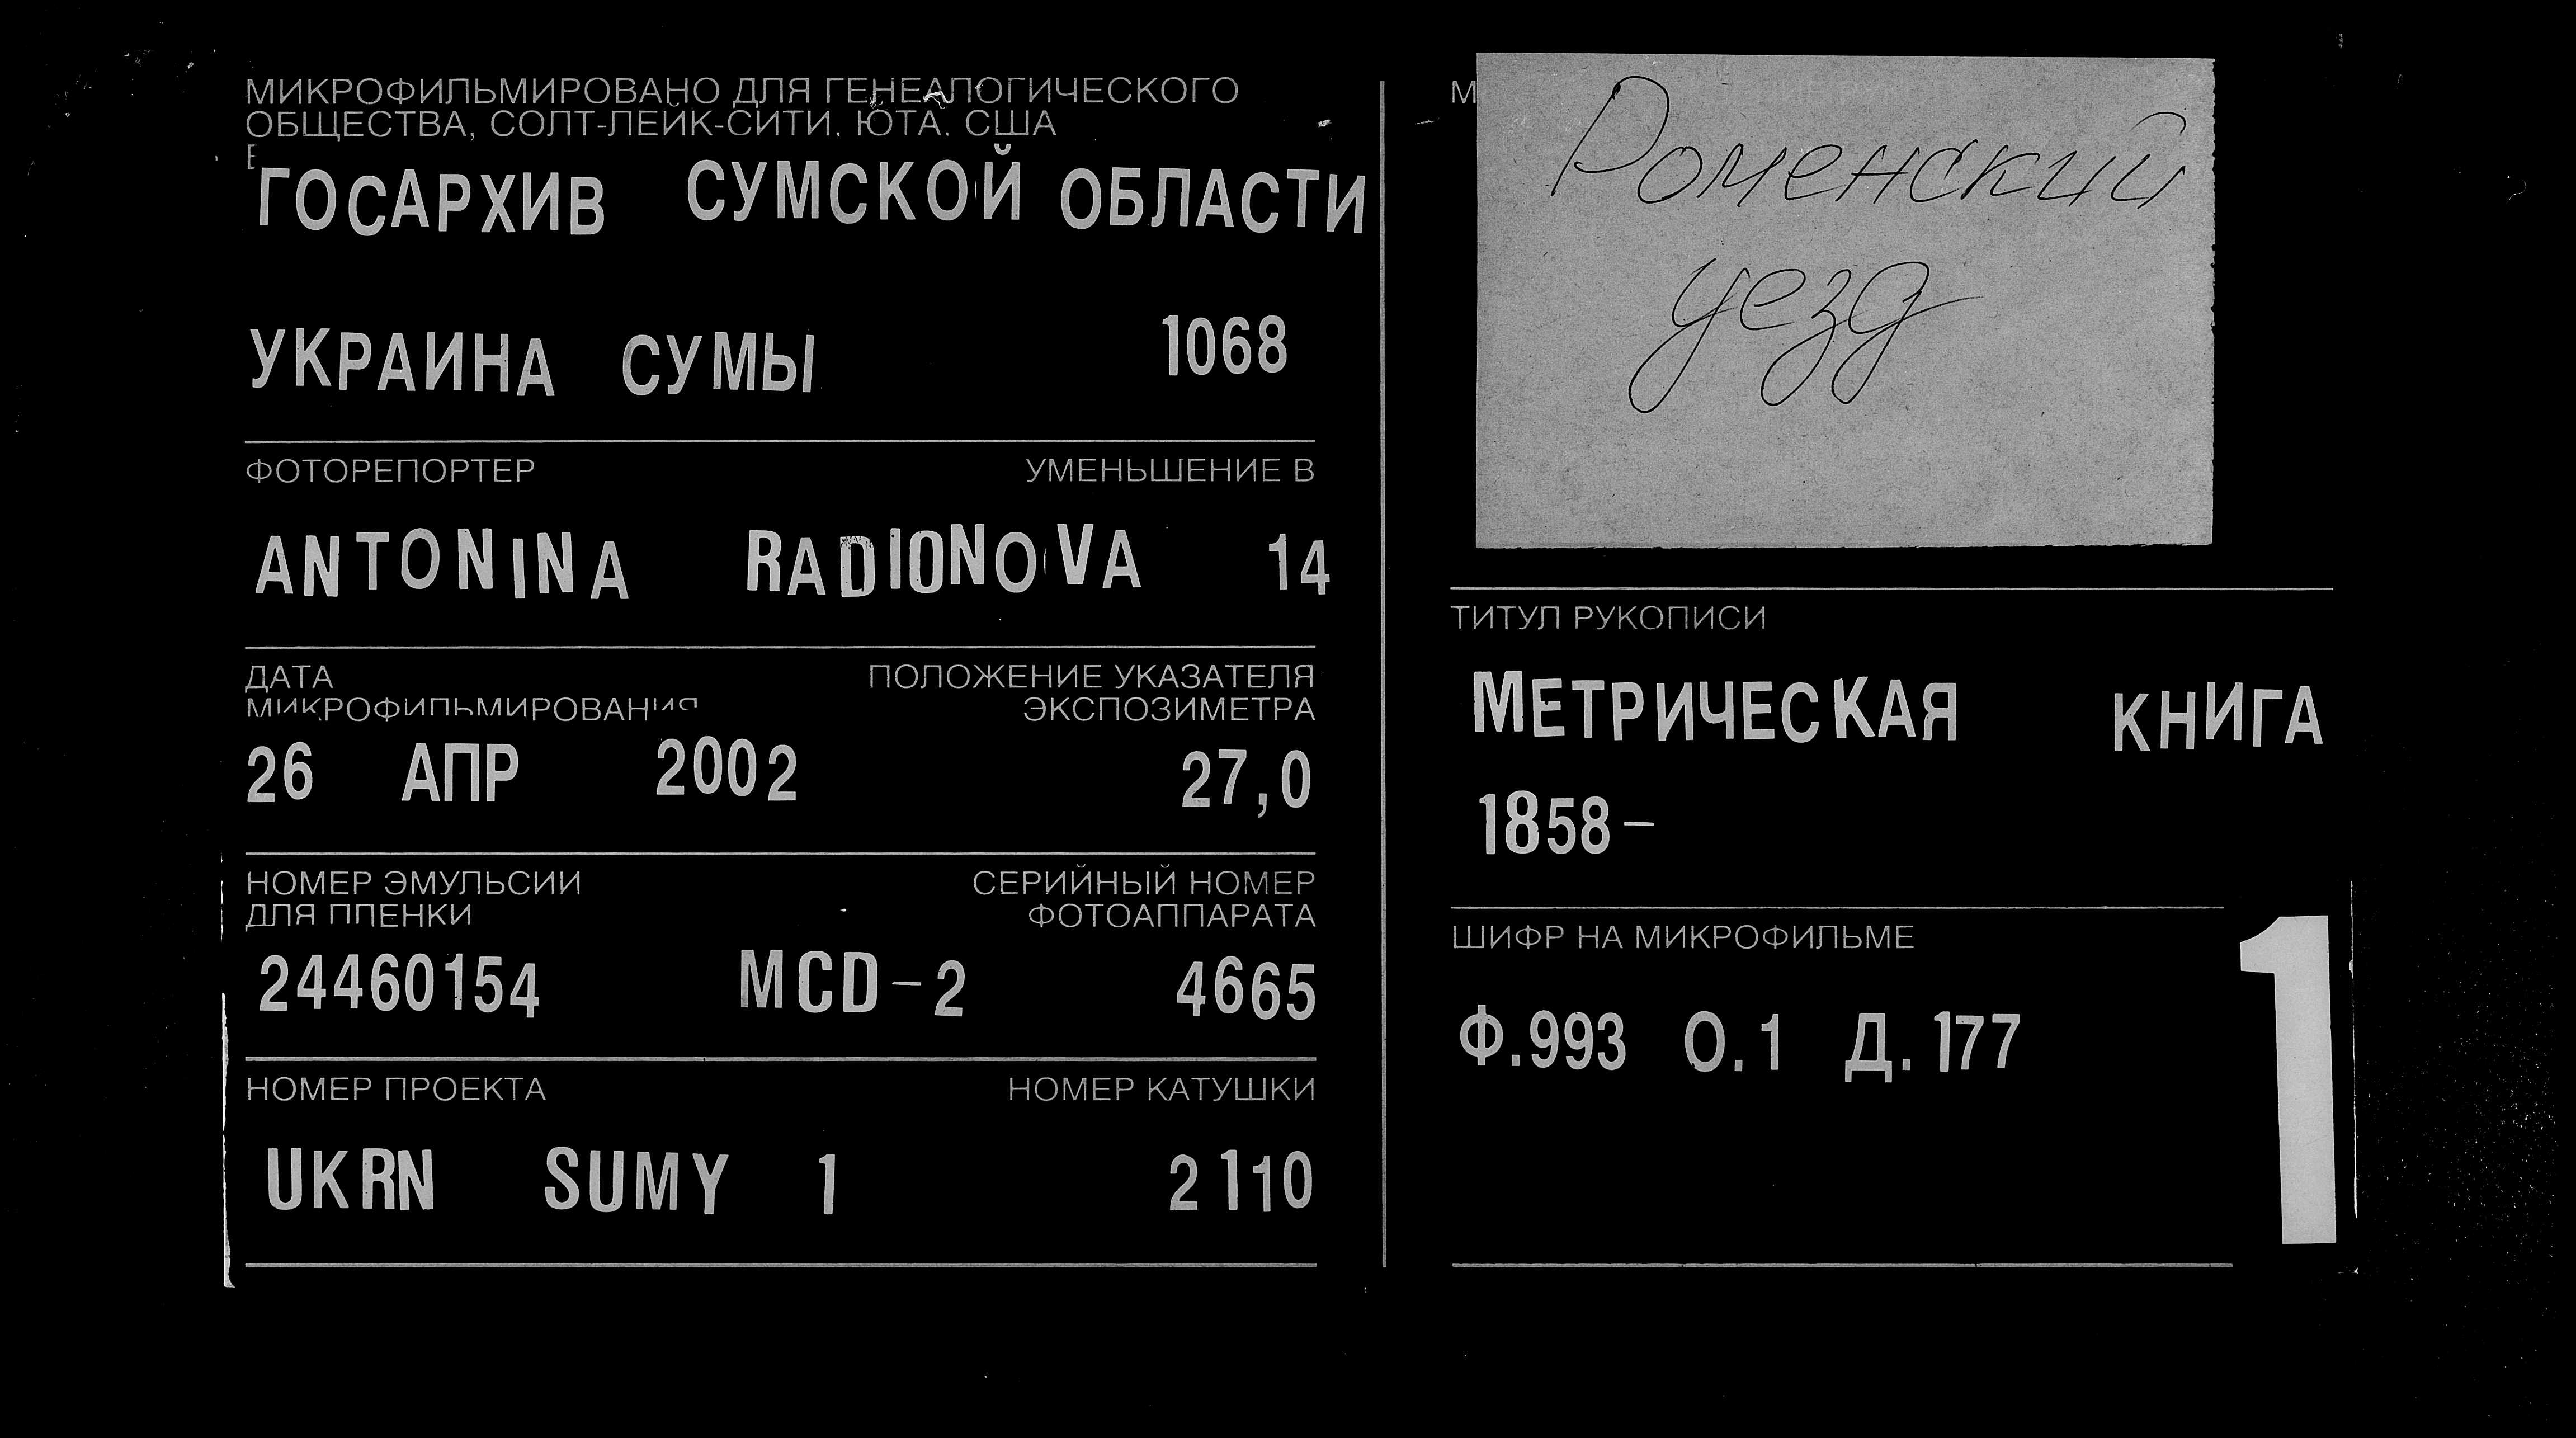 МИКРОФИЛЬМИРОВАНО ДЛЯ ГЕНЕАЛОГИЧЕСКОГО
ОБЩЕСТВА, СОЛТ-ЛЕЙК-СИТИ, ЮТА, США
ГОСАРХИВ СУМСКОЙ ОБЛАСТИ
УКРАИНА СУМЫ 1068
ФОТОРЕПОРТЕР УМЕНЬШЕНИЕ В
ANTONINA RADIONOVA 14
ДАТА ПОЛОЖЕНИЕ УКАЗАТЕЛЯ
МИКРОФИЛЬМИРОВАНИЯ ЭКСПОЗИМЕТРА
26 АПР 2002 27,0
НОМЕР ЭМУЛЬСИИ СЕРИЙНЫЙ НОМЕР
ДЛЯ ПЛЕНКИ ФОТОАППАРАТА
24460154 MCD-2 4665
НОМЕР ПРОЕКТА НОМЕР КАТУШКИ
UKRN SUMY 1 2110
Роменский
уезд
ТИТУЛ РУКОПИСИ
МЕТРИЧЕСКАЯ КНИГА
1858-
ШИФР НА МИКРОФИЛЬМЕ
Ф.993 О.1 Д.177
1